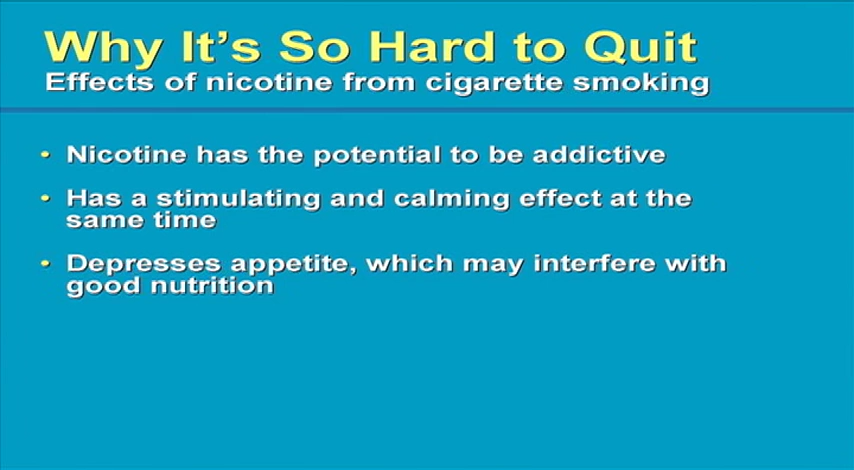 Why It's So Hard to Quit
Effects of nicotine from cigarette smoking
• Nicotine has the potential to be addictive
• Has a stimulating and calming effect at the
same time
• Depresses appetite, which may interfere with
good nutrition